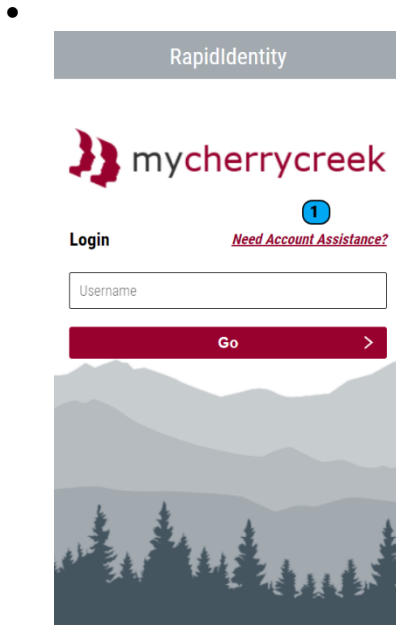 RapidIdentity
mycherrycreek
1
Login Need Account Assistance?
Username
Go